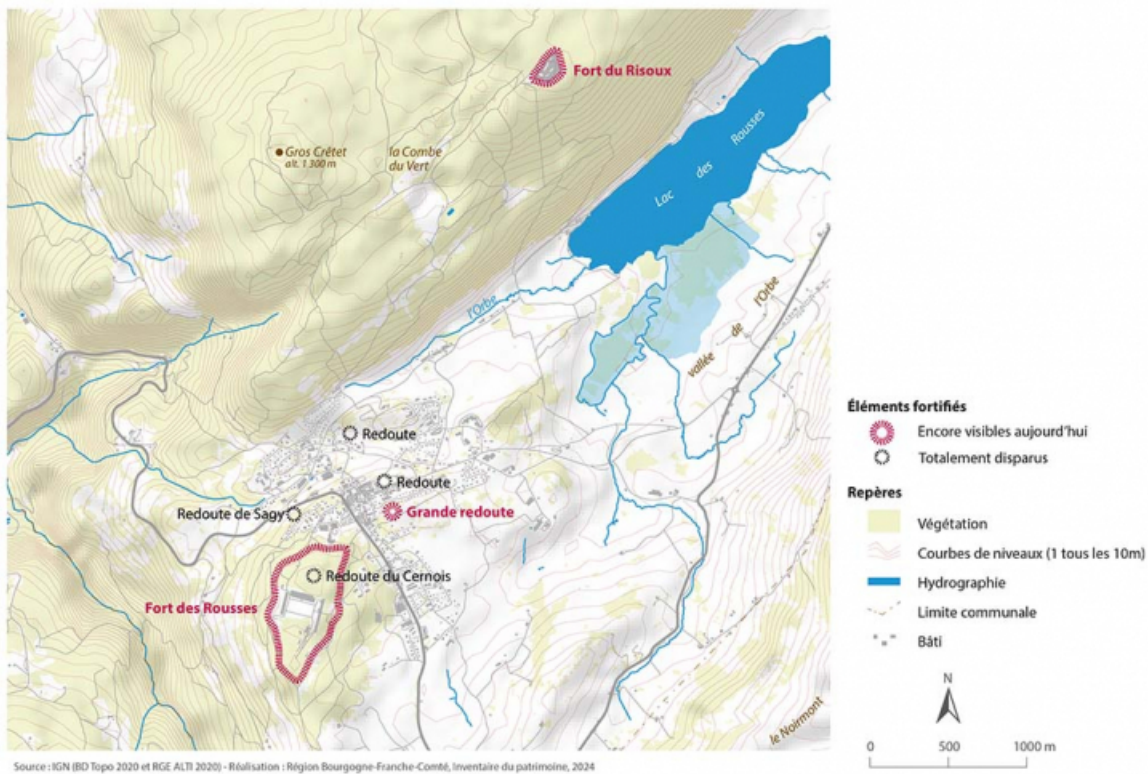 Fort du Risoux
Gros Crêtet
alt. 1 300 m
la Combe
du Vert
Lac des Rousses
l'Orbe
vallée de l'Orbe
Redoute
Redoute
Redoute de Sagy
Grande redoute
Redoute du Cernois
Fort des Rousses
le Noirmont
Éléments fortifiés
Encore visibles aujourd'hui
Totalement disparus
Repères
Végétation
Courbes de niveaux (1 tous les 10m)
Hydrographie
Limite communale
Bâti
N
0 500 1000 m
Source : IGN (BD Topo 2020 et RGE ALTI 2020) - Réalisation : Région Bourgogne-Franche-Comté, Inventaire du patrimoine, 2024